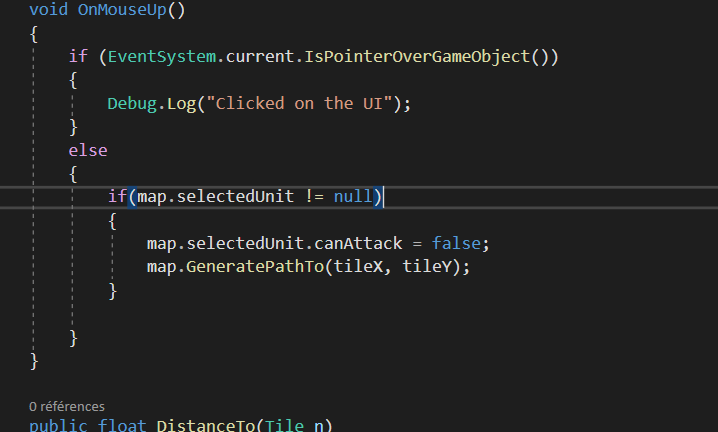 void OnMouseUp()
{
if (EventSystem.current.IsPointerOverGameObject())
{
Debug.Log("Clicked on the UI");
}
else
{
if(map.selectedUnit != null)
{
map.selectedUnit.canAttack = false;
map.GeneratePathTo(tileX, tileY);
}
}
}
0 références
public float DistanceTo(Tile n)